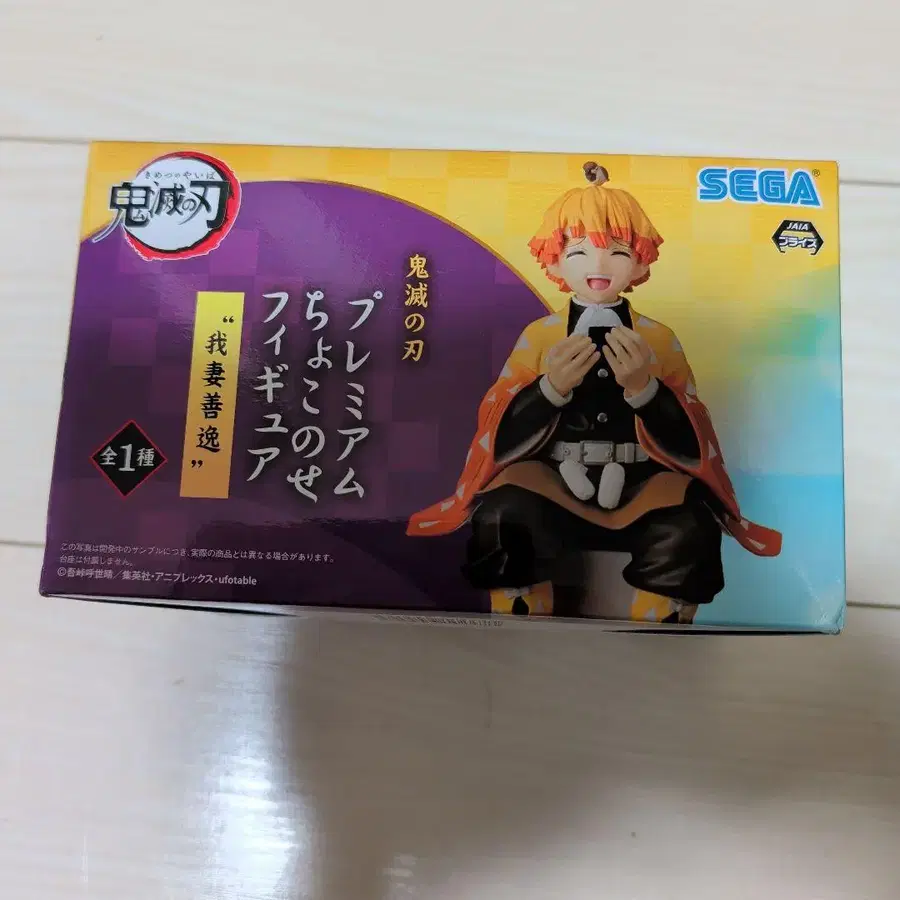 きめつのやいば
鬼滅の刃
SEGA®
JAIA
プライズ
鬼滅の刃
プレミアム
ちょこのせ
フィギュア
“我妻善逸”
全1種
この写真は開発中のサンプルにつき、実際の商品とは異なる場合があります。
台座は付属しません。
©吾峠呼世晴／集英社・アニプレックス・ufotable